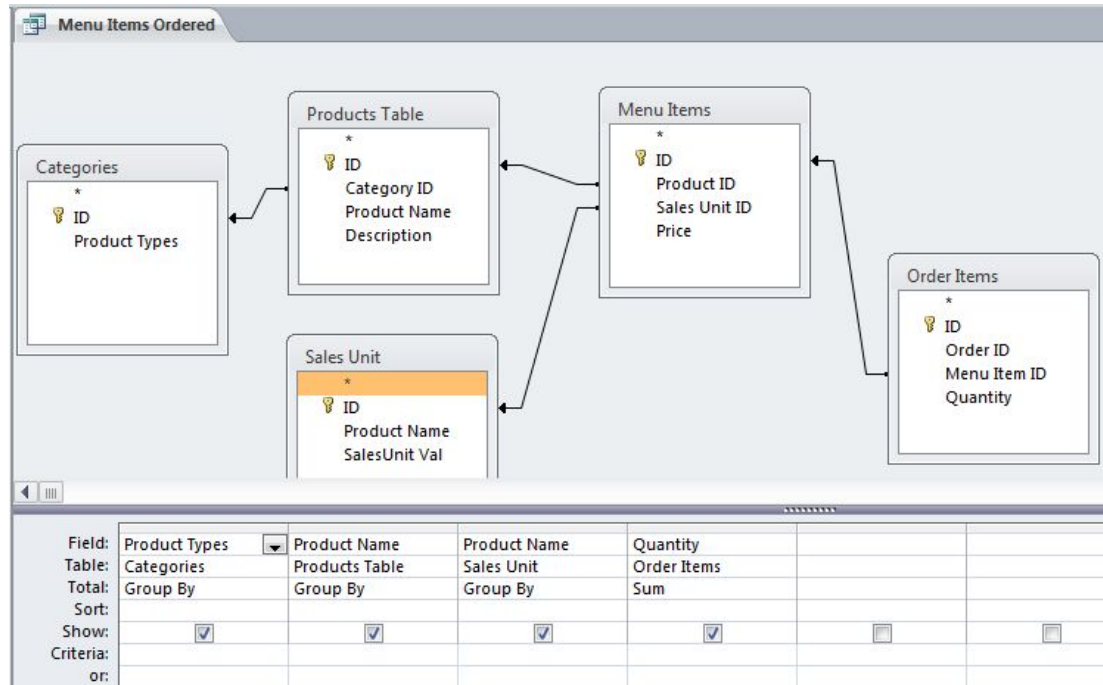 Menu Items Ordered
Categories
*
ID
Product Types
Products Table
*
ID
Category ID
Product Name
Description
Sales Unit
*
ID
Product Name
SalesUnit Val
Menu Items
*
ID
Product ID
Sales Unit ID
Price
Order Items
*
ID
Order ID
Menu Item ID
Quantity
Field: Product Types Product Name Product Name Quantity
Table: Categories Products Table Sales Unit Order Items
Total: Group By Group By Group By Sum
Sort:
Show:
Criteria:
or: